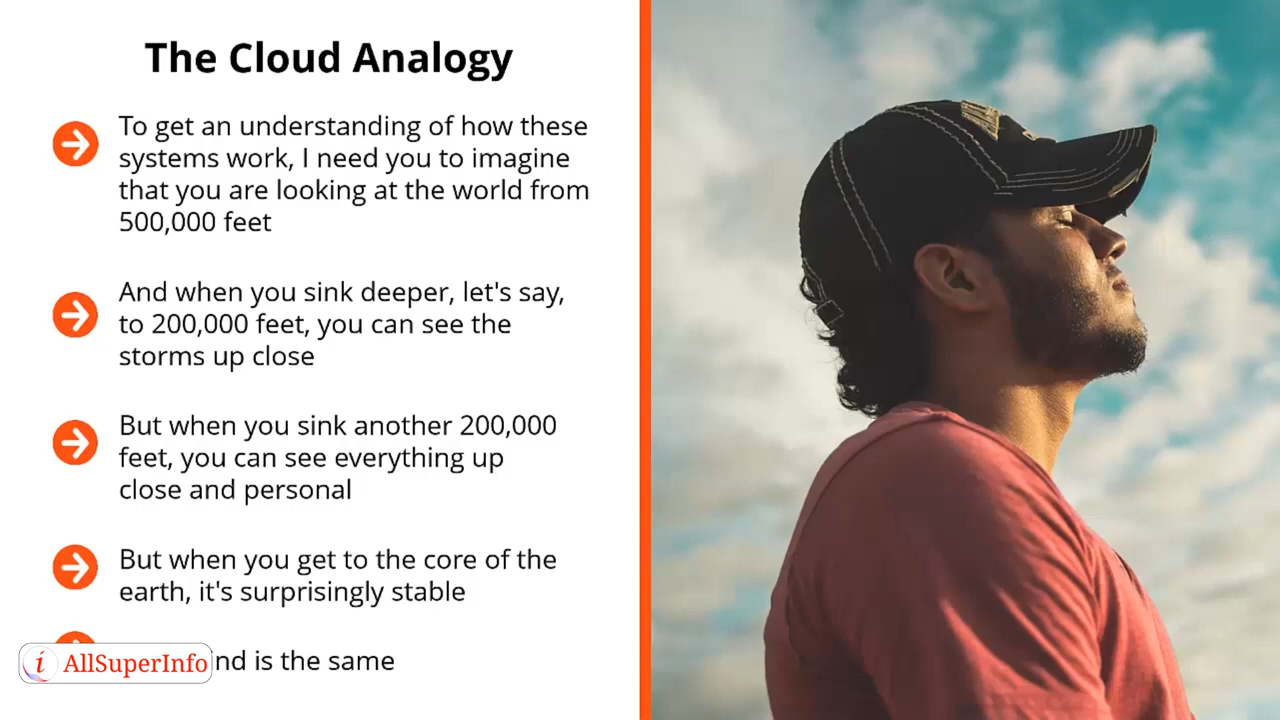 The Cloud Analogy
To get an understanding of how these
systems work, I need you to imagine
that you are looking at the world from
500,000 feet
And when you sink deeper, let's say,
to 200,000 feet, you can see the
storms up close
But when you sink another 200,000
feet, you can see everything up
close and personal
But when you get to the core of the
earth, it's surprisingly stable
is the same
i AllSuperInfo